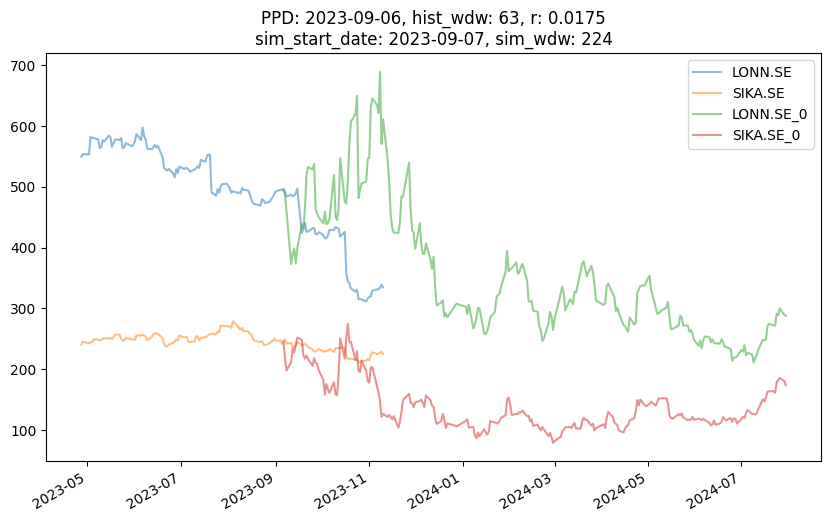 PPD: 2023-09-06, hist_wdw: 63, r: 0.0175
sim_start_date: 2023-09-07, sim_wdw: 224
700
600
500
400
300
200
100
LONN.SE
SIKA.SE
LONN.SE_0
SIKA.SE_0
2023-05
2023-07
2023-09
2023-11
2024-01
2024-03
2024-05
2024-07